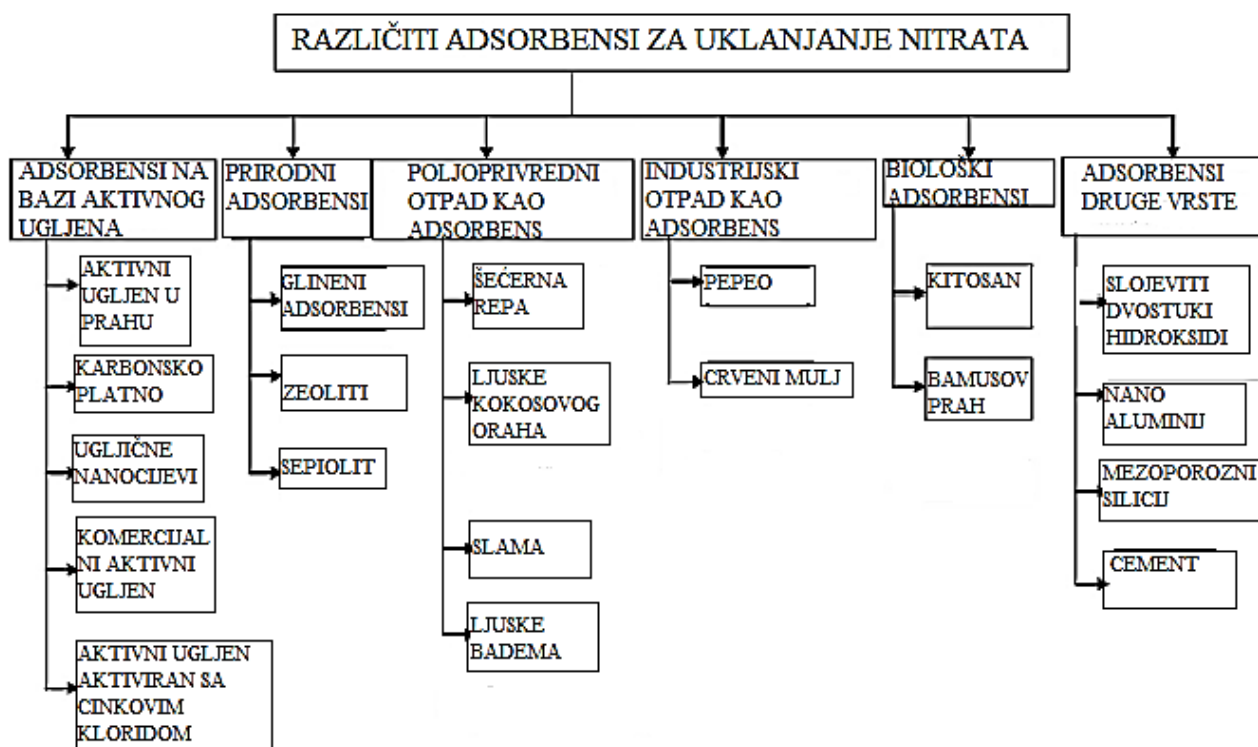 RAZLIČITI ADSORBENSI ZA UKLANJANJE NITRATA
ADSORBENSI NA
BAZI AKTIVNOG
UGLJENA
AKTIVNI
UGLJEN U
PRAHU
KARBONSKO
PLATNO
UGLJIČNE
NANOCIJEVI
KOMERCIJAL
NI AKTIVNI
UGLJEN
AKTIVNI UGLJEN
AKTIVIRAN SA
CINKOVIM
KLORIDOM
PRIRODNI
ADSORBENSI
GLINENI
ADSORBENSI
ZEOLITI
SEPIOLIT
POLJOPRIVREDNI
OTPAD KAO
ADSORBENS
ŠEĆERNA
REPA
LJUSKE
KOKOSOVOG
ORAHA
SLAMA
LJUSKE
BADEMA
INDUSTRIJSKI
OTPAD KAO
ADSORBENS
PEPEO
CRVENI MULJ
BIOLOŠKI
ADSORBENSI
KITOSAN
BAMUSOV
PRAH
ADSORBENSI
DRUGE VRSTE
SLOJEVITI
DVOSTUKI
HIDROKSIDI
NANO
ALUMINIJ
MEZOPOROZNI
SILICIJ
CEMENT